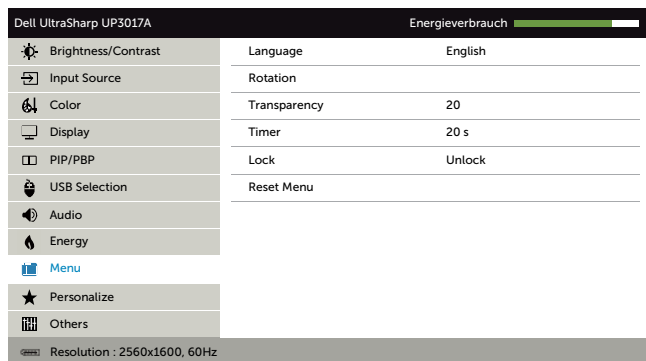 Dell UltraSharp UP3017A Energieverbrauch
Brightness/Contrast Language English
Input Source Rotation
Color Transparency 20
Display Timer 20 s
PIP/PBP Lock Unlock
USB Selection Reset Menu
Audio
Energy
Menu
Personalize
Others
Resolution : 2560x1600, 60Hz